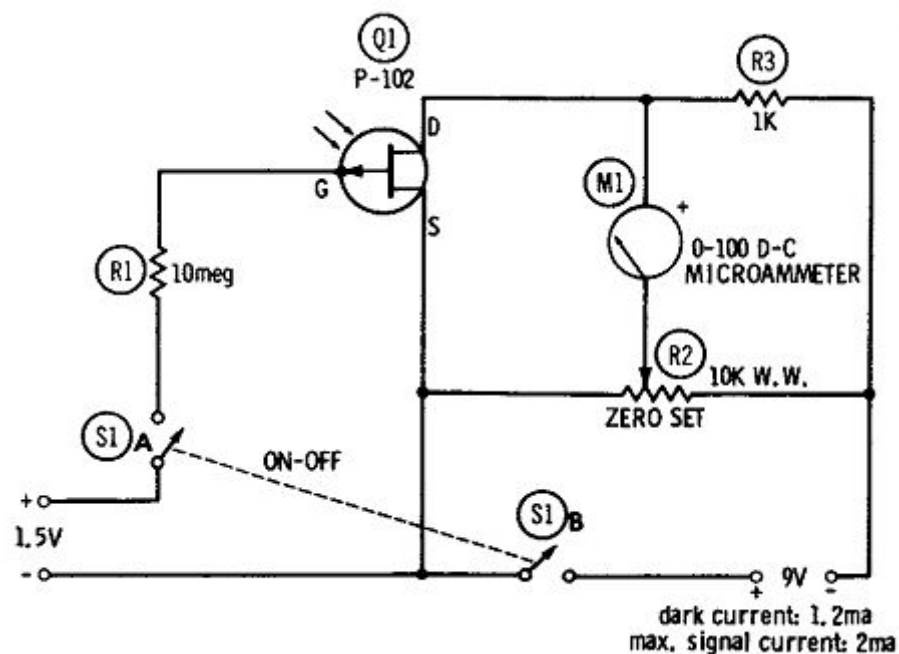 Q1
P-102
R3
1K
D
G
S
M1
+
0-100 D-C
MICROAMMETER
R1
10meg
R2
10K W.W.
ZERO SET
S1 A
ON-OFF
S1 B
+
1.5V
-
+ 9V -
dark current: 1.2ma
max. signal current: 2ma